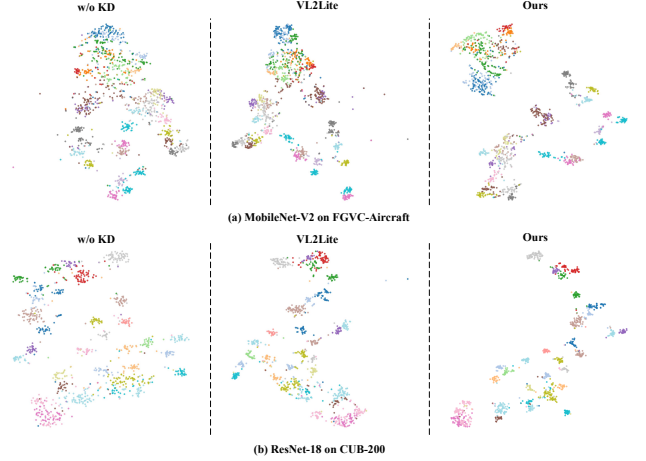 w/o KD VL2Lite Ours
(a) MobileNet-V2 on FGVC-Aircraft
w/o KD VL2Lite Ours
(b) ResNet-18 on CUB-200